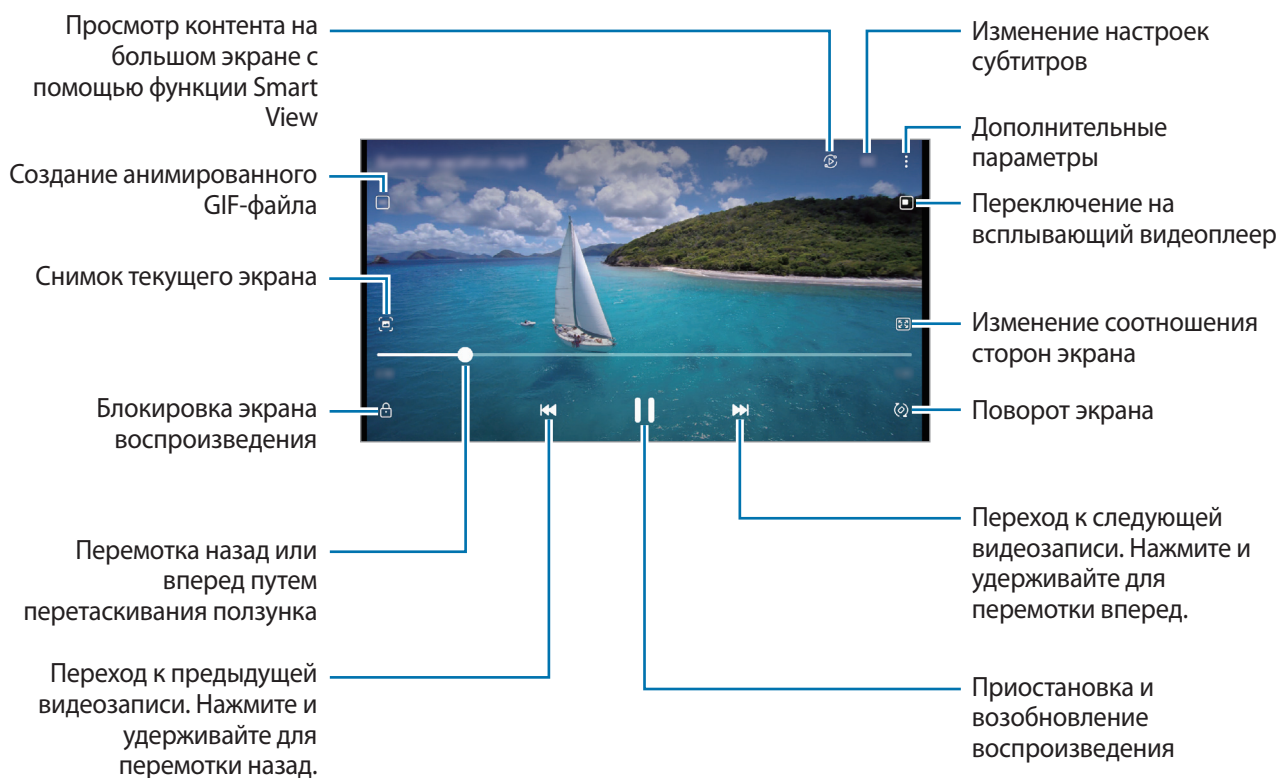 Просмотр контента на
большом экране с
помощью функции Smart
View
Создание анимированного
GIF-файла
Снимок текущего экрана
Блокировка экрана
воспроизведения
Перемотка назад или
вперед путем
перетаскивания ползунка
Переход к предыдущей
видеозаписи. Нажмите и
удерживайте для
перемотки назад.
Изменение настроек
субтитров
Дополнительные
параметры
Переключение на
всплывающий видеоплеер
Изменение соотношения
сторон экрана
Поворот экрана
Переход к следующей
видеозаписи. Нажмите и
удерживайте для
перемотки вперед.
Приостановка и
возобновление
воспроизведения